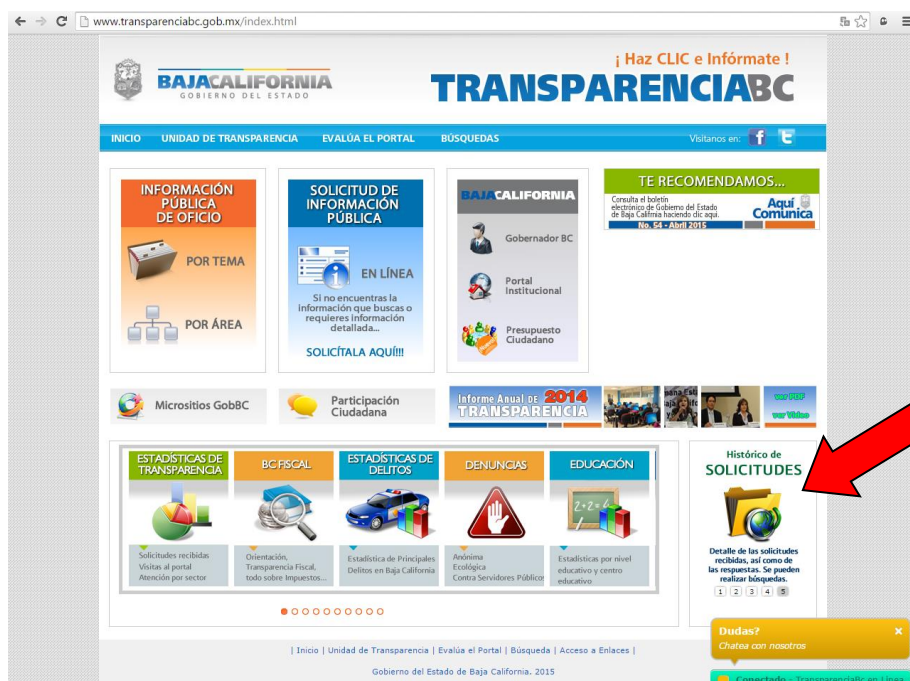 www.transparenciabc.gob.mx/index.html
BAJACALIFORNIA
GOBIERNO DEL ESTADO
¡ Haz CLIC e Infórmate !
TRANSPARENCIABC
INICIO UNIDAD DE TRANSPARENCIA EVALÚA EL PORTAL BÚSQUEDAS Visitanos en:
INFORMACIÓN
PÚBLICA
DE OFICIO
POR TEMA
POR ÁREA
SOLICITUD DE
INFORMACIÓN
PÚBLICA
EN LÍNEA
Si no encuentras la
información que buscas o
requieres información
detallada...
SOLICÍTALA AQUÍ!!!
BAJACALIFORNIA
Gobernador BC
Portal
Institucional
Presupuesto
Ciudadano
TE RECOMENDAMOS...
Consulta el boletín
electrónico de Gobierno del Estado
de Baja California haciendo clic aqui.
Aquí
Comunica
No. 54 - Abril 2015
Micrositios GobBC
Participación
Ciudadana
Informe Anual DE 2014
TRANSPARENCIA
ver PDF
ver Video
ESTADÍSTICAS DE
TRANSPARENCIA
Solicitudes recibidas
Visitas al portal
Atención por sector
BC FISCAL
Orientación,
Transparencia Fiscal,
todo sobre Impuestos...
ESTADÍSTICAS DE
DELITOS
Estadística de Principales
Delitos en Baja California
DENUNCIAS
Anónima
Ecológica
Contra Servidores Públicos
EDUCACIÓN
2+2=
Estadísticas por nivel
educativo y centro
educativo
Histórico de
SOLICITUDES
Detalle de las solicitudes
recibidas, así como de
las respuestas. Se pueden
realizar búsquedas.
1 2 3 4 5
| Inicio | Unidad de Transparencia | Evalúa el Portal | Búsqueda | Acceso a Enlaces |
Gobierno del Estado de Baja California. 2015
Dudas?
Chatea con nosotros
Conectado - TransparenciaBc en Linea